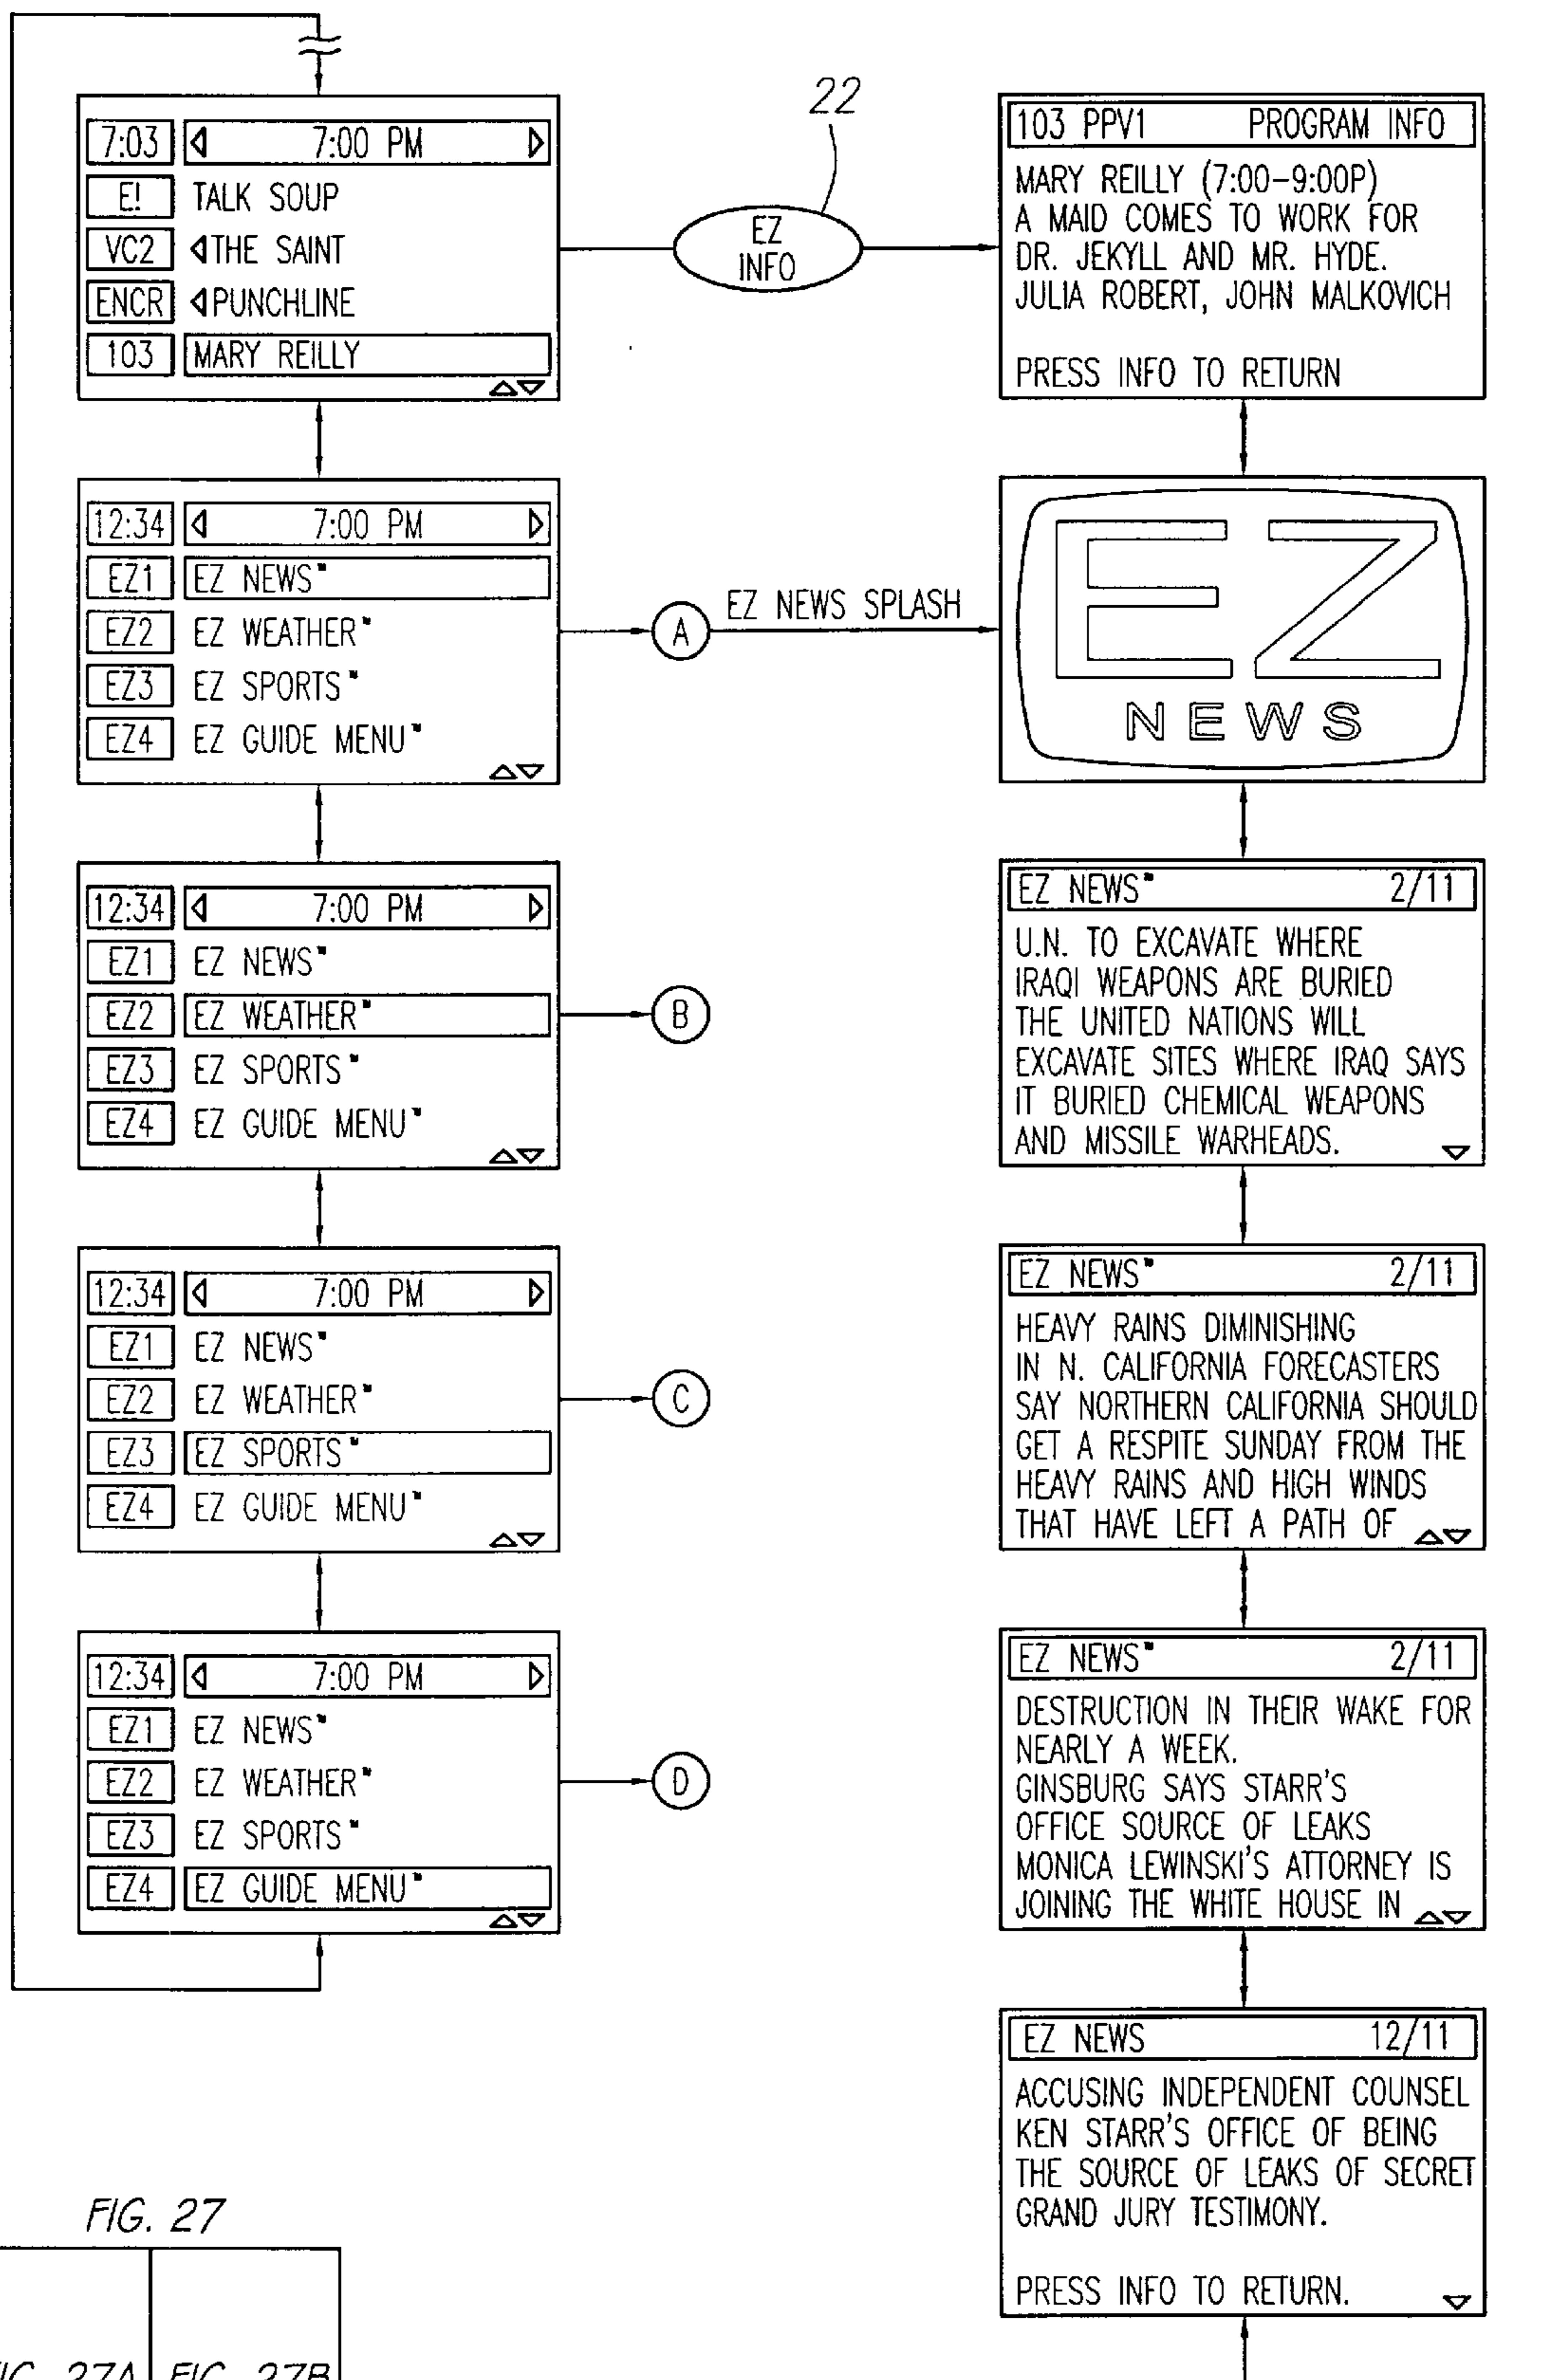 7:03 7:00 PM
E! TALK SOUP
VC2 THE SAINT
ENCR PUNCHLINE
103 MARY REILLY
22
EZ
INFO
103 PPV1 PROGRAM INFO
MARY REILLY (7:00-9:00P)
A MAID COMES TO WORK FOR
DR. JEKYLL AND MR. HYDE.
JULIA ROBERT, JOHN MALKOVICH
PRESS INFO TO RETURN
12:34 7:00 PM
EZ1 EZ NEWS
EZ2 EZ WEATHER
EZ3 EZ SPORTS
EZ4 EZ GUIDE MENU
A
EZ NEWS SPLASH
EZ
NEWS
12:34 7:00 PM
EZ1 EZ NEWS
EZ2 EZ WEATHER
EZ3 EZ SPORTS
EZ4 EZ GUIDE MENU
B
EZ NEWS 2/11
U.N. TO EXCAVATE WHERE
IRAQI WEAPONS ARE BURIED
THE UNITED NATIONS WILL
EXCAVATE SITES WHERE IRAQ SAYS
IT BURIED CHEMICAL WEAPONS
AND MISSILE WARHEADS.
12:34 7:00 PM
EZ1 EZ NEWS
EZ2 EZ WEATHER
EZ3 EZ SPORTS
EZ4 EZ GUIDE MENU
C
EZ NEWS 2/11
HEAVY RAINS DIMINISHING
IN N. CALIFORNIA FORECASTERS
SAY NORTHERN CALIFORNIA SHOULD
GET A RESPITE SUNDAY FROM THE
HEAVY RAINS AND HIGH WINDS
THAT HAVE LEFT A PATH OF
12:34 7:00 PM
EZ1 EZ NEWS
EZ2 EZ WEATHER
EZ3 EZ SPORTS
EZ4 EZ GUIDE MENU
D
EZ NEWS 2/11
DESTRUCTION IN THEIR WAKE FOR
NEARLY A WEEK.
GINSBURG SAYS STARR'S
OFFICE SOURCE OF LEAKS
MONICA LEWINSKI'S ATTORNEY IS
JOINING THE WHITE HOUSE IN
EZ NEWS 12/11
ACCUSING INDEPENDENT COUNSEL
KEN STARR'S OFFICE OF BEING
THE SOURCE OF LEAKS OF SECRET
GRAND JURY TESTIMONY.
PRESS INFO TO RETURN.
FIG. 27
27A FIG. 27B